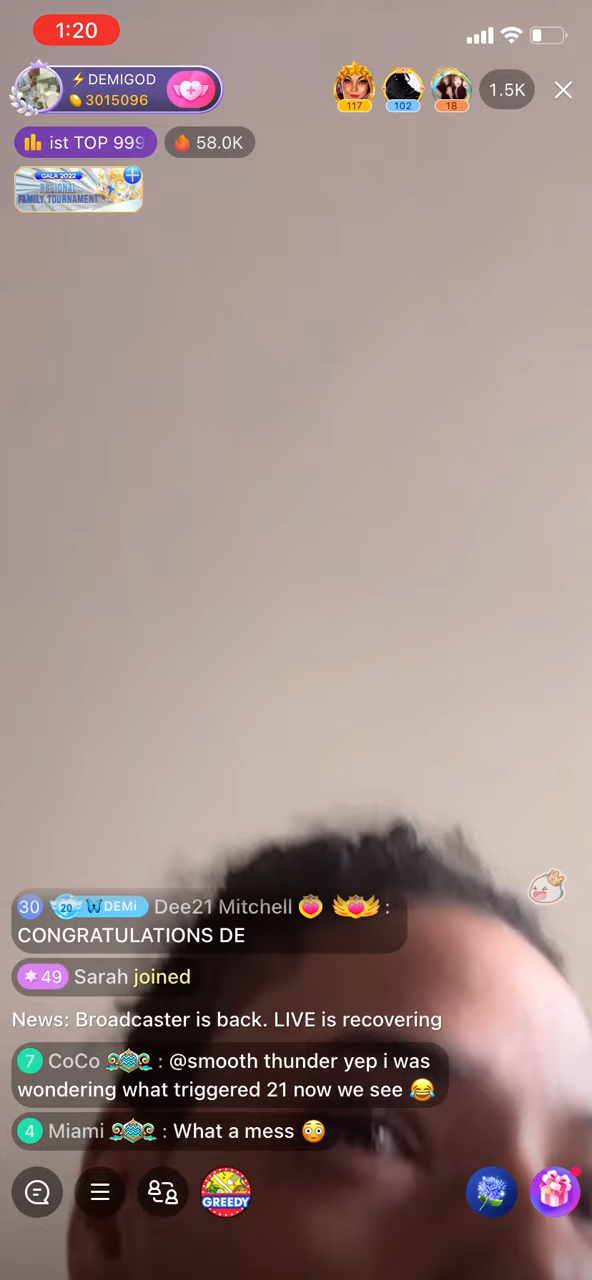 1:20
⚡DEMIGOD
3015096
117
102
18
1.5K
ist TOP 999
58.0K
GALA 2022
REGIONAL
FAMILY TOURNAMENT
30 20 DEMi Dee21 Mitchell :
CONGRATULATIONS DE
49 Sarah joined
News: Broadcaster is back. LIVE is recovering
7 CoCo : @smooth thunder yep i was
wondering what triggered 21 now we see 😂
4 Miami : What a mess 😳
GREEDY